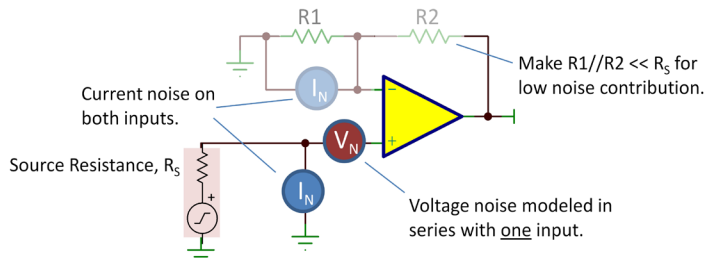 R1
R2
Make R1//R2 << RS for
low noise contribution.
Current noise on
both inputs.
IN
−
VN
+
Source Resistance, RS
+
IN
Voltage noise modeled in
series with one input.